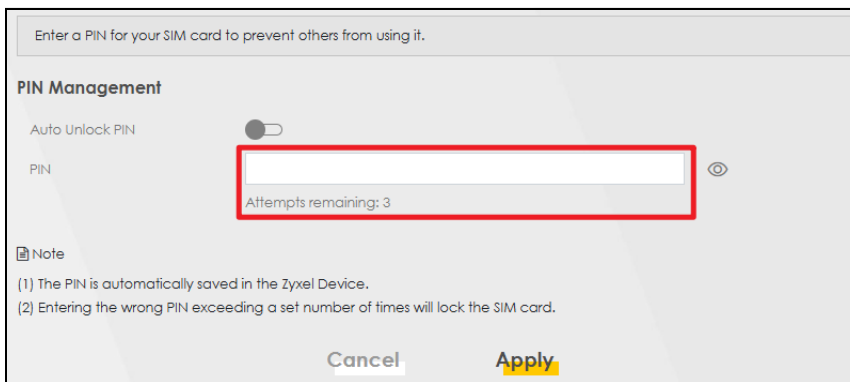 Enter a PIN for your SIM card to prevent others from using it.
PIN Management
Auto Unlock PIN
PIN
Attempts remaining: 3
Note
(1) The PIN is automatically saved in the Zyxel Device.
(2) Entering the wrong PIN exceeding a set number of times will lock the SIM card.
Cancel Apply